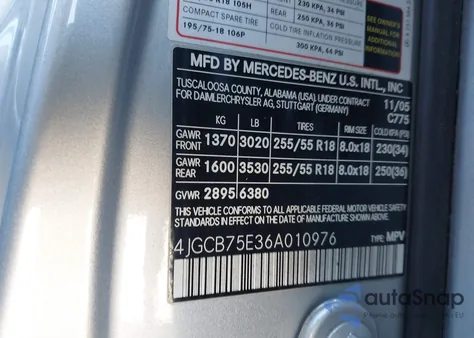 R18 105H
230 KPA, 34 PSI
REAR
250 KPA, 36 PSI
COMPACT SPARE TIRE
COLD TIRE INFLATION PRESSURE
195/75-18 106P
300 KPA, 44 PSI
SEE OWNER'S
MANUAL FOR
ADDITIONAL
INFORMATION
MFD BY MERCEDES-BENZ U.S. INTL., INC
TUSCALOOSA COUNTY, ALABAMA (USA). UNDER CONTRACT 11/05
FOR DAIMLERCHRYSLER AG, STUTTGART (GERMANY) C775
KG LB TIRES RIM SIZE COLD KPA (PSI)
GAWR FRONT 1370 3020 255/55 R18 8.0x18 230(34)
GAWR REAR 1600 3530 255/55 R18 8.0x18 250(36)
GVWR 2895 6380
THIS VEHICLE CONFORMS TO ALL APPLICABLE FEDERAL MOTOR VEHICLE SAFETY
STANDARDS IN EFFECT ON THE DATE OF MANUFACTURE SHOWN ABOVE.
4JGCB75E36A010976 TYPE: MPV
autoSnap